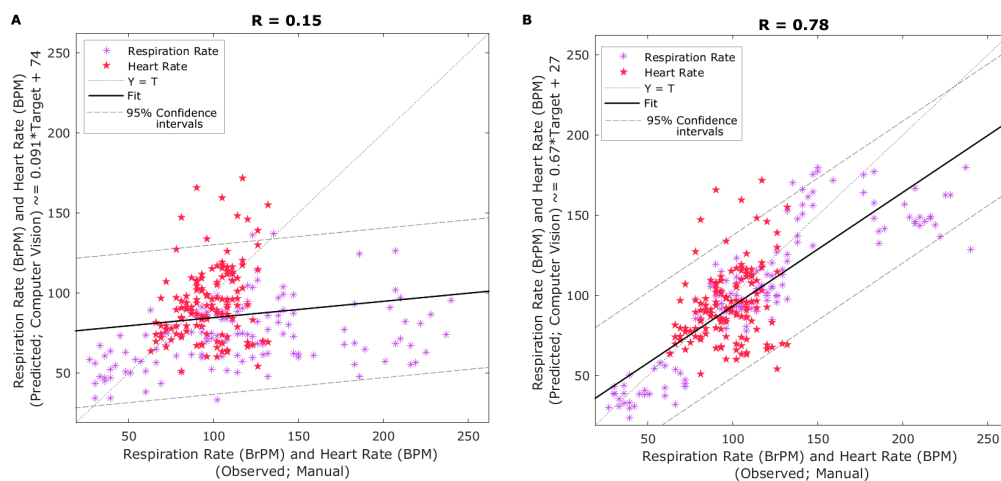 A
R = 0.15
Respiration Rate (BrPM) and Heart Rate (BPM)
(Predicted; Computer Vision) ~= 0.091*Target + 74
250
200
150
100
50
Respiration Rate
Heart Rate
Y = T
Fit
95% Confidence
intervals
50 100 150 200 250
Respiration Rate (BrPM) and Heart Rate (BPM)
(Observed; Manual)
B
R = 0.78
Respiration Rate (BrPM) and Heart Rate (BPM)
(Predicted; Computer Vision) ~= 0.67*Target + 27
250
200
150
100
50
Respiration Rate
Heart Rate
Y = T
Fit
95% Confidence
intervals
50 100 150 200 250
Respiration Rate (BrPM) and Heart Rate (BPM)
(Observed; Manual)